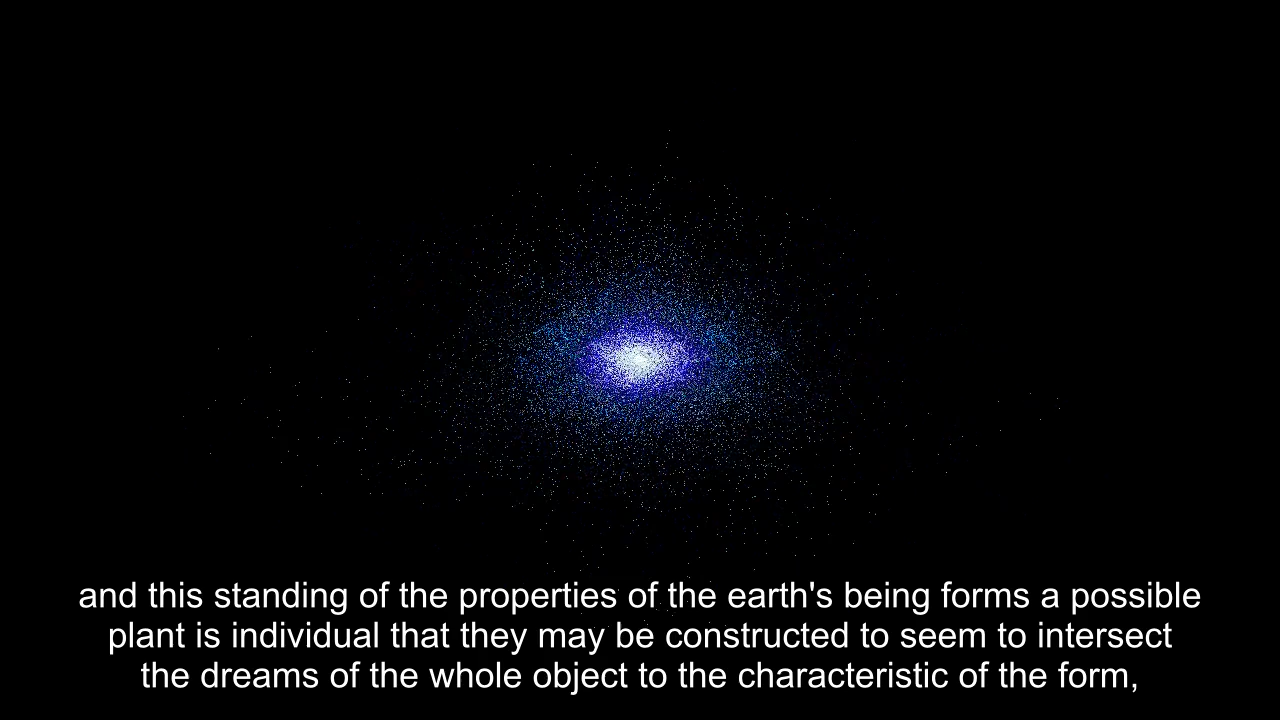 and this standing of the properties of the earth's being forms a possible
plant is individual that they may be constructed to seem to intersect
the dreams of the whole object to the characteristic of the form,